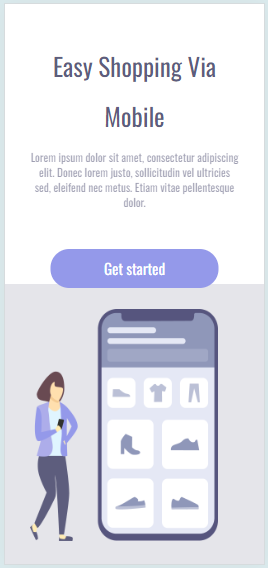 Easy Shopping Via
Mobile
Lorem ipsum dolor sit amet, consectetur adipiscing
elit. Donec lorem justo, sollicitudin vel ultricies
sed, eleifend nec metus. Etiam vitae pellentesque
dolor.
Get started